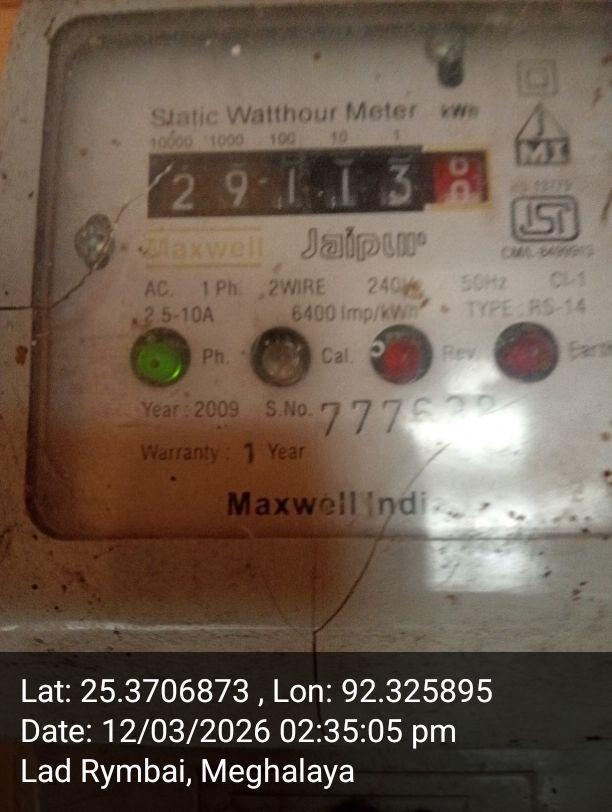 Static Watthour Meter kWh
10000 1000 100 10 1
2 9 1 1 3
Maxwell Jaipur
AC. 1 Ph. 2WIRE 240V 50Hz Cl-1
2.5-10A 6400 Imp/kWh TYPE : RS-14
Ph. Cal. Rev. Earth
Year : 2009 S.No.
Warranty : 1 Year
Maxwell India
Lat: 25.3706873 , Lon: 92.325895
Date: 12/03/2026 02:35:05 pm
Lad Rymbai, Meghalaya